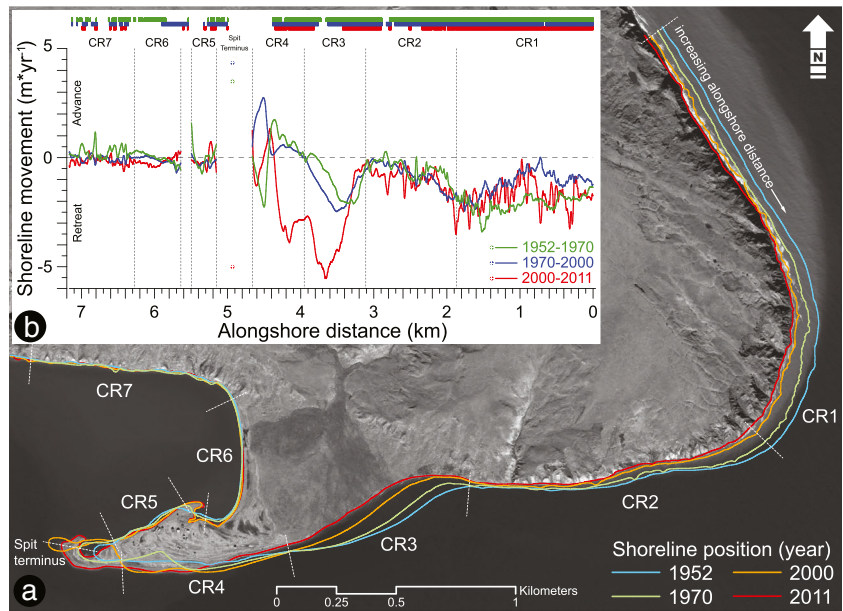 CR7 CR6 CR5 Spit Terminus CR4 CR3 CR2 CR1
Shoreline movement (m*yr⁻¹)
Advance
Retreat
5
0
-5
1952-1970
1970-2000
2000-2011
7 6 5 4 3 2 1 0
Alongshore distance (km)
b
N
increasing alongshore distance
CR7
CR6
CR5
Spit
terminus
CR4
CR3
CR2
CR1
a
0 0.25 0.5 1
Kilometers
Shoreline position (year)
1952 2000
1970 2011